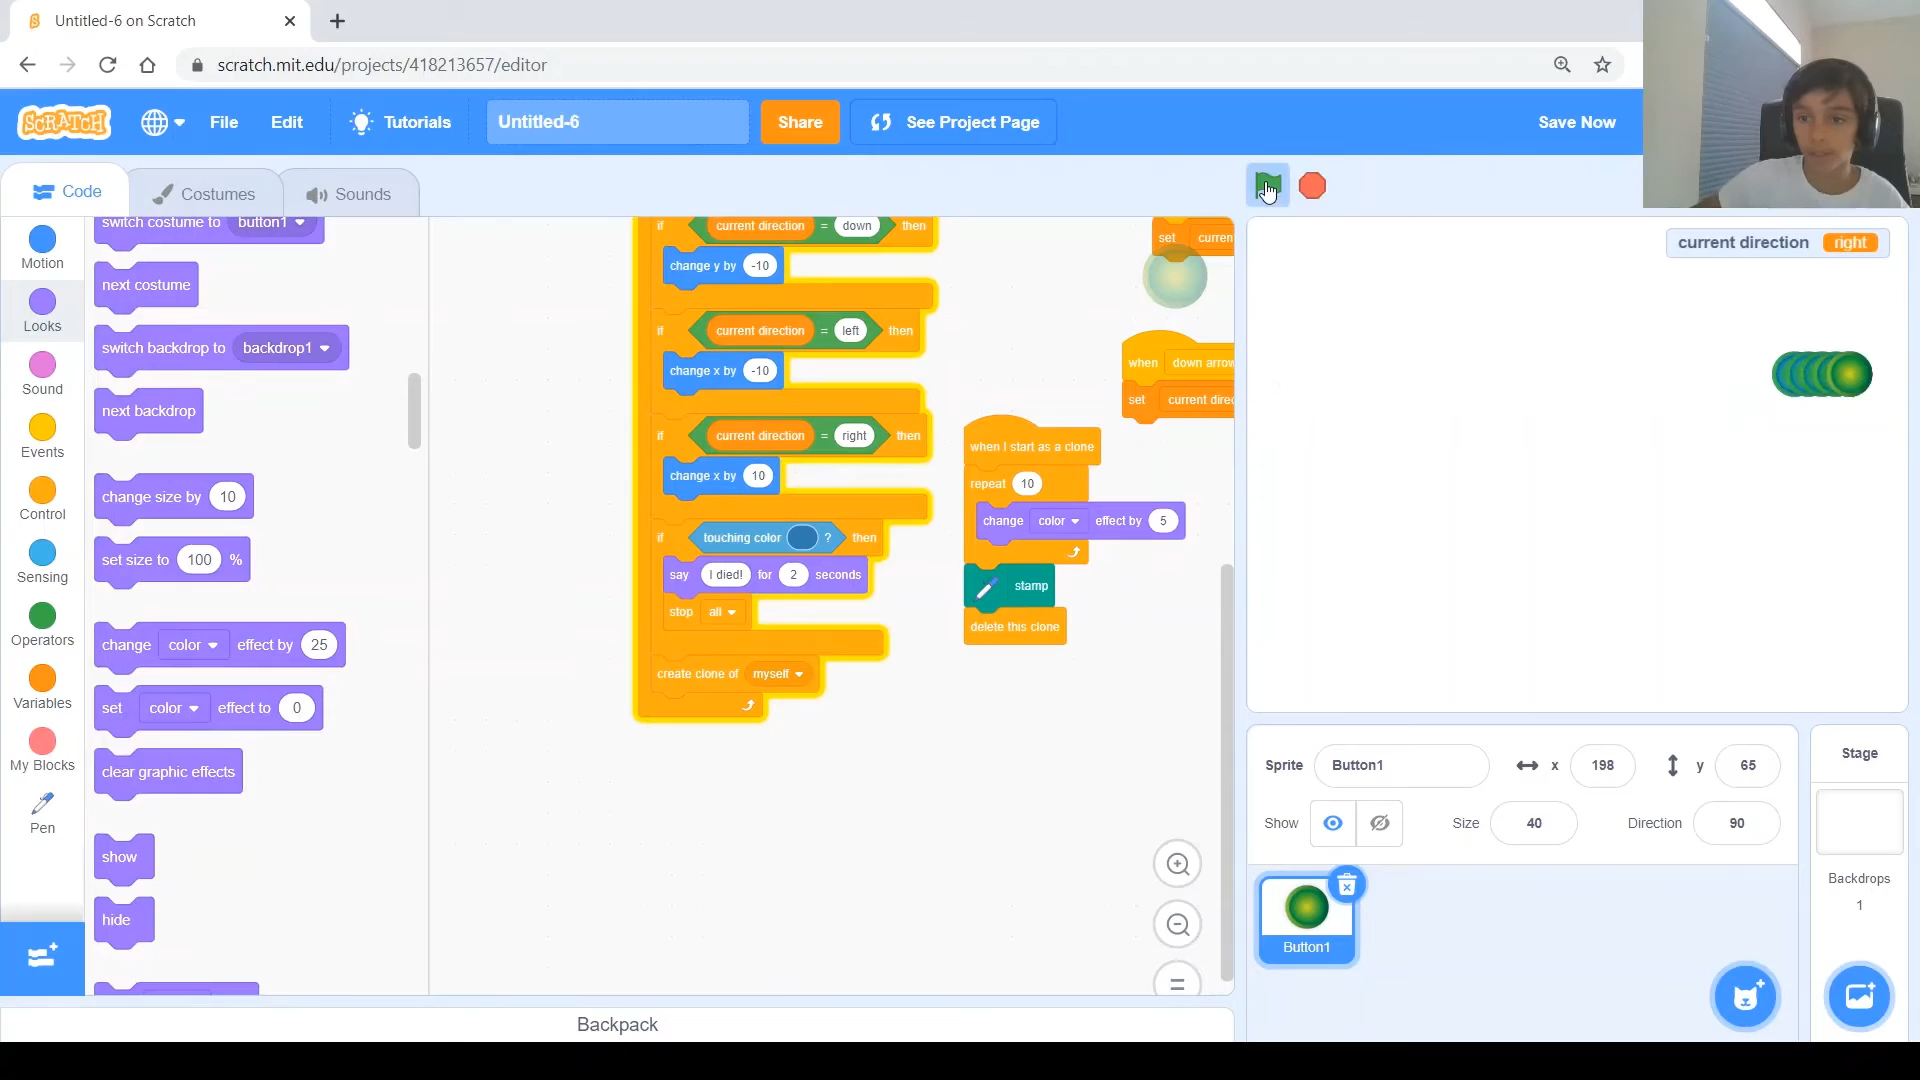 Untitled-6 on Scratch
scratch.mit.edu/projects/418213657/editor
SCRATCH
File
Edit
Tutorials
Untitled-6
Share
See Project Page
Save Now
Code
Costumes
Sounds
Motion
Looks
Sound
Events
Control
Sensing
Operators
Variables
My Blocks
Pen
switch costume to button1
next costume
switch backdrop to backdrop1
next backdrop
change size by 10
set size to 100 %
change color effect by 25
set color effect to 0
clear graphic effects
show
hide
if current direction = down then
change y by -10
if current direction = left then
change x by -10
if current direction = right then
change x by 10
if touching color ? then
say I died! for 2 seconds
stop all
create clone of myself
when I start as a clone
repeat 10
change color effect by 5
stamp
delete this clone
set curren
when down arrow
set current direc
current direction right
Sprite Button1 x 198 y 65
Show Size 40 Direction 90
Button1
Stage
Backdrops
1
Backpack